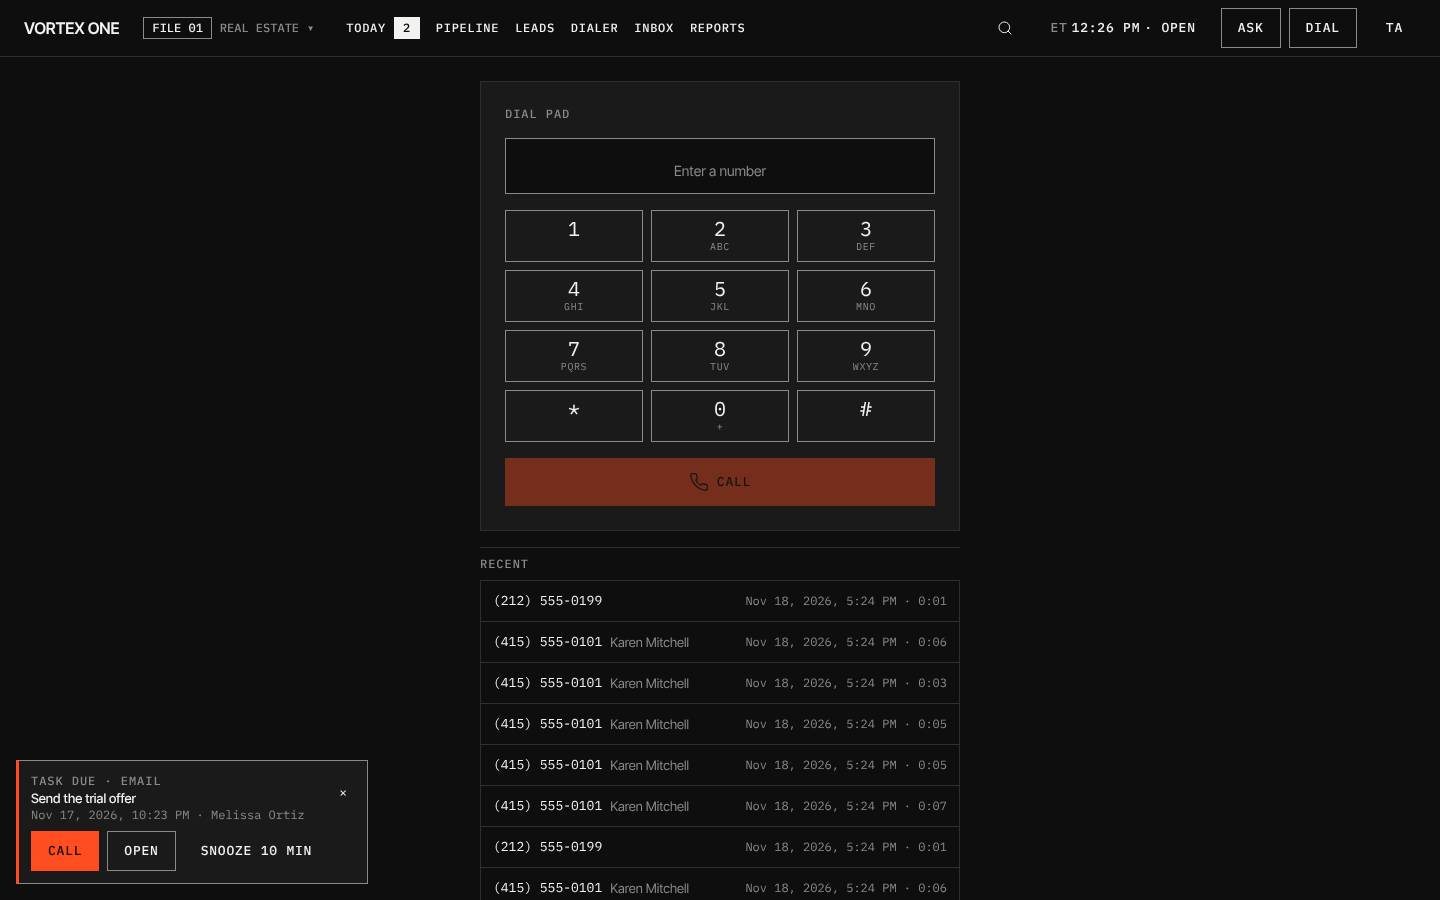 VORTEX ONE FILE 01 REAL ESTATE ▾ TODAY 2 PIPELINE LEADS DIALER INBOX REPORTS ET 12:26 PM · OPEN ASK DIAL TA
DIAL PAD
Enter a number
1 2 3
ABC DEF
4 5 6
GHI JKL MNO
7 8 9
PQRS TUV WXYZ
* 0 #
+
CALL
RECENT
(212) 555-0199 Nov 18, 2026, 5:24 PM · 0:01
(415) 555-0101 Karen Mitchell Nov 18, 2026, 5:24 PM · 0:06
(415) 555-0101 Karen Mitchell Nov 18, 2026, 5:24 PM · 0:03
(415) 555-0101 Karen Mitchell Nov 18, 2026, 5:24 PM · 0:05
(415) 555-0101 Karen Mitchell Nov 18, 2026, 5:24 PM · 0:05
(415) 555-0101 Karen Mitchell Nov 18, 2026, 5:24 PM · 0:07
(212) 555-0199 Nov 18, 2026, 5:24 PM · 0:01
(415) 555-0101 Karen Mitchell Nov 18, 2026, 5:24 PM · 0:06
TASK DUE · EMAIL ×
Send the trial offer
Nov 17, 2026, 10:23 PM · Melissa Ortiz
CALL OPEN SNOOZE 10 MIN